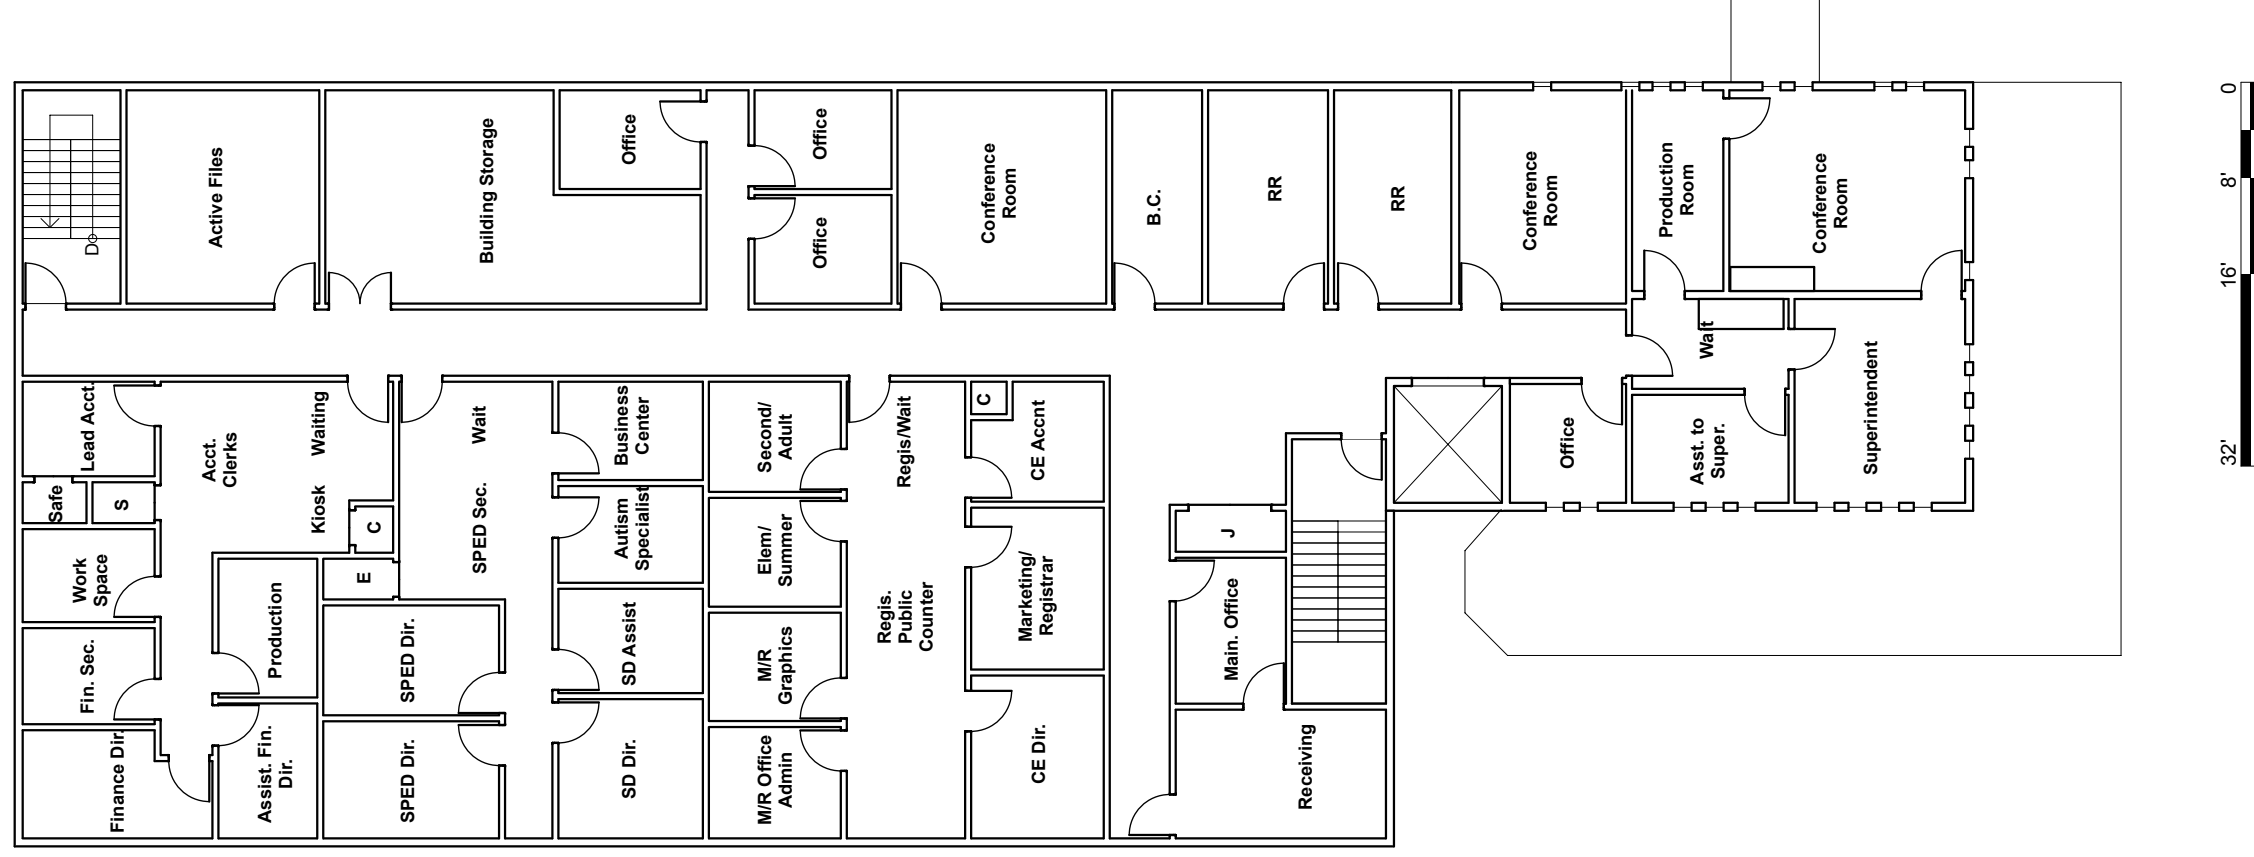 Active Files
Building Storage
Office
Office
Office
Conference
Room
B.C.
RR
RR
Conference
Room
Production
Room
Conference
Room
D
Wait
Superintendent
Asst. to
Super.
Office
Lead Acct.
Safe
S
Work
Space
Fin. Sec.
Finance Dir.
Acct.
Clerks
Waiting
Kiosk
C
E
Production
Assist. Fin.
Dir.
Wait
SPED Sec.
SPED Dir.
SPED Dir.
Business
Center
Autism
Specialist
SD Assist
SD Dir.
Second/
Adult
Elem/
Summer
M/R
Graphics
M/R Office
Admin
Regis/Wait
Regis.
Public
Counter
C
CE Accnt
Marketing/
Registrar
CE Dir.
J
Main. Office
Receiving
0
8'
16'
32'